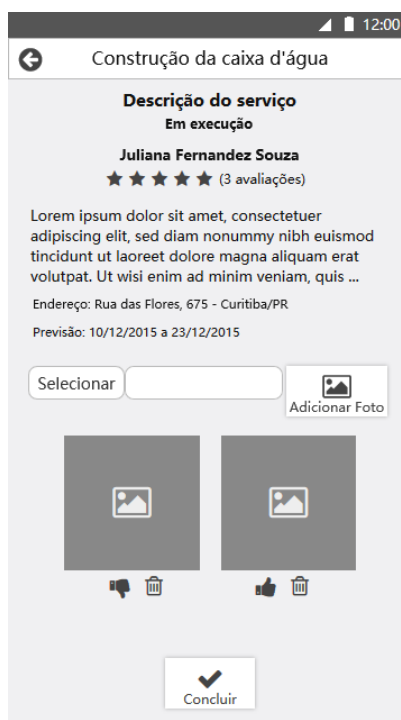 12:00
Construção da caixa d'água
Descrição do serviço
Em execução
Juliana Fernandez Souza
(3 avaliações)
Lorem ipsum dolor sit amet, consectetuer
adipiscing elit, sed diam nonummy nibh euismod
tincidunt ut laoreet dolore magna aliquam erat
volutpat. Ut wisi enim ad minim veniam, quis ...
Endereço: Rua das Flores, 675 - Curitiba/PR
Previsão: 10/12/2015 a 23/12/2015
Selecionar
Adicionar Foto
Concluir